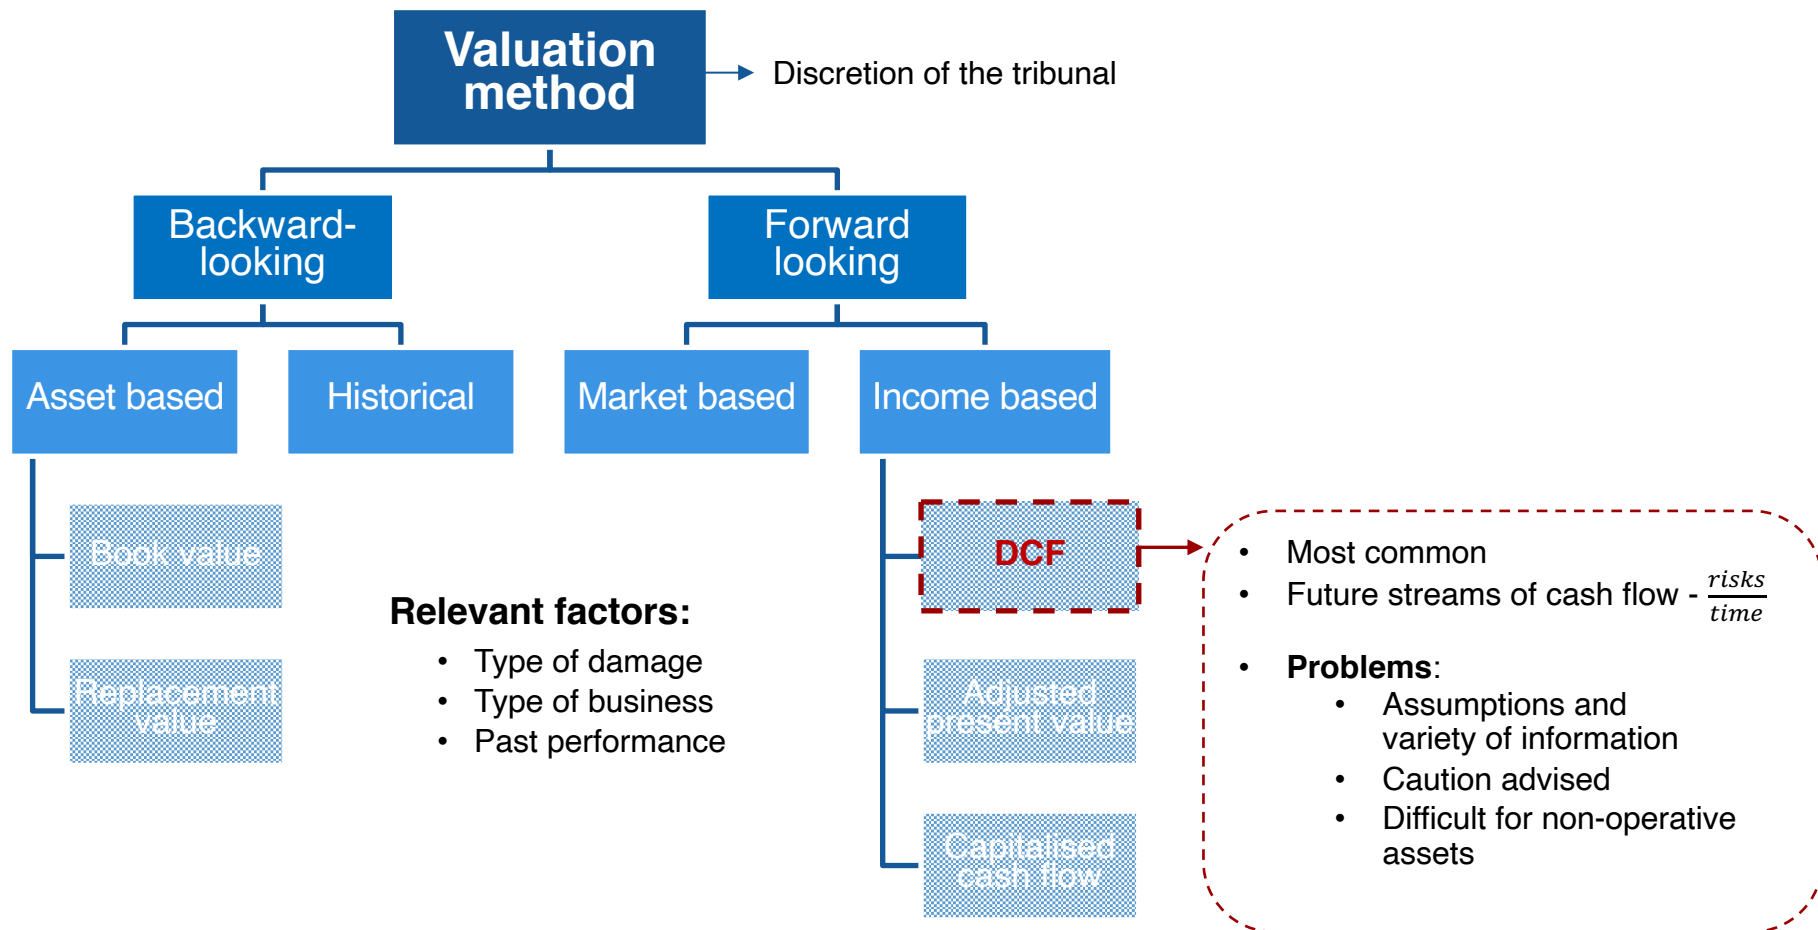 Valuation
method
Discretion of the tribunal
Backward-
looking
Forward
looking
Asset based
Historical
Market based
Income based
Book value
Replacement
value
Relevant factors:
• Type of damage
• Type of business
• Past performance
DCF
Adjusted
present value
Capitalised
cash flow
• Most common
• Future streams of cash flow - risks/time
• Problems:
• Assumptions and
variety of information
• Caution advised
• Difficult for non-operative
assets